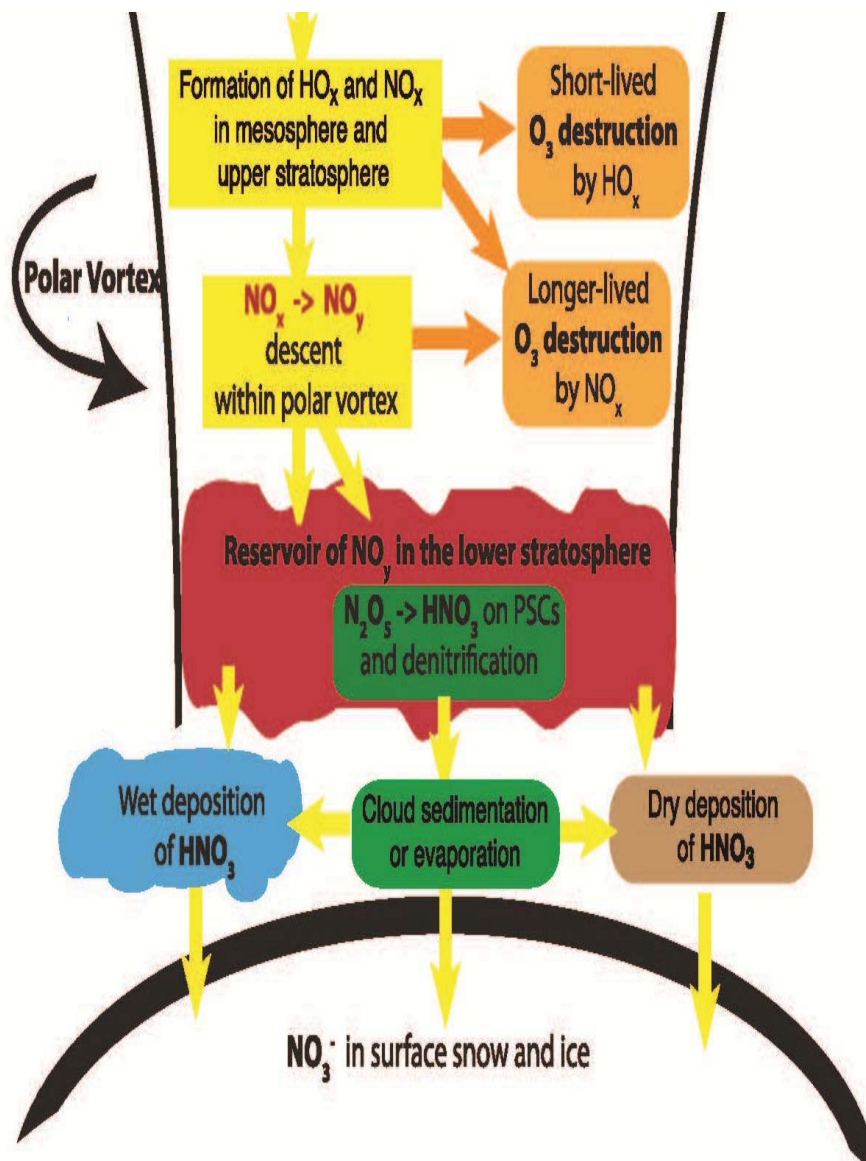 Formation of HOₓ and NOₓ
in mesosphere and
upper stratosphere
Short-lived
O₃ destruction
by HOₓ
Polar Vortex
NOₓ -> NOᵧ
descent
within polar vortex
Longer-lived
O₃ destruction
by NOₓ
Reservoir of NOᵧ in the lower stratosphere
N₂O₅ -> HNO₃ on PSCs
and denitrification
Wet deposition
of HNO₃
Cloud sedimentation
or evaporation
Dry deposition
of HNO₃
NO₃⁻ in surface snow and ice